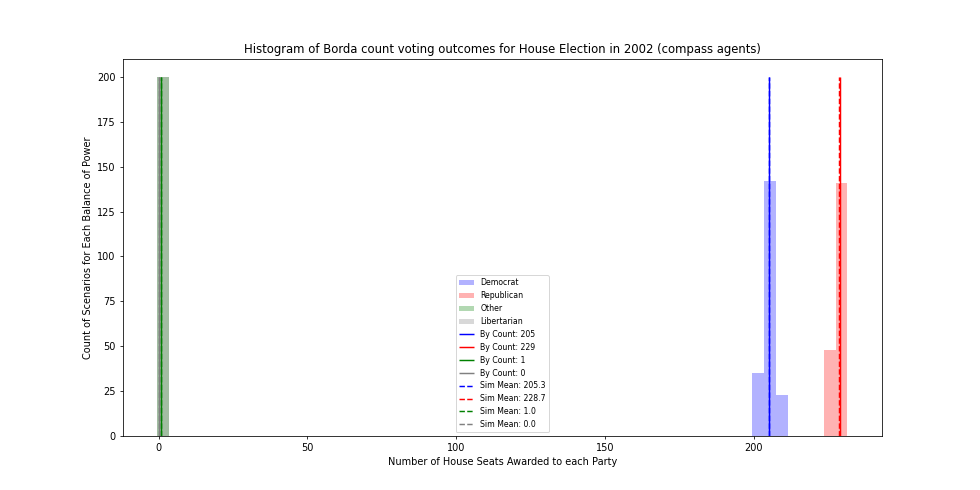 Histogram of Borda count voting outcomes for House Election in 2002 (compass agents)
Count of Scenarios for Each Balance of Power
200
175
150
125
100
75
50
25
0
Democrat
Republican
Other
Libertarian
By Count: 205
By Count: 229
By Count: 1
By Count: 0
Sim Mean: 205.3
Sim Mean: 228.7
Sim Mean: 1.0
Sim Mean: 0.0
0 50 100 150 200
Number of House Seats Awarded to each Party